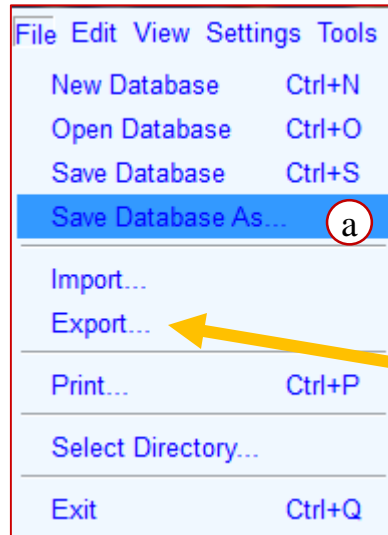 File Edit View Settings Tools
New Database Ctrl+N
Open Database Ctrl+O
Save Database Ctrl+S
Save Database As... a
Import...
Export...
Print... Ctrl+P
Select Directory...
Exit Ctrl+Q